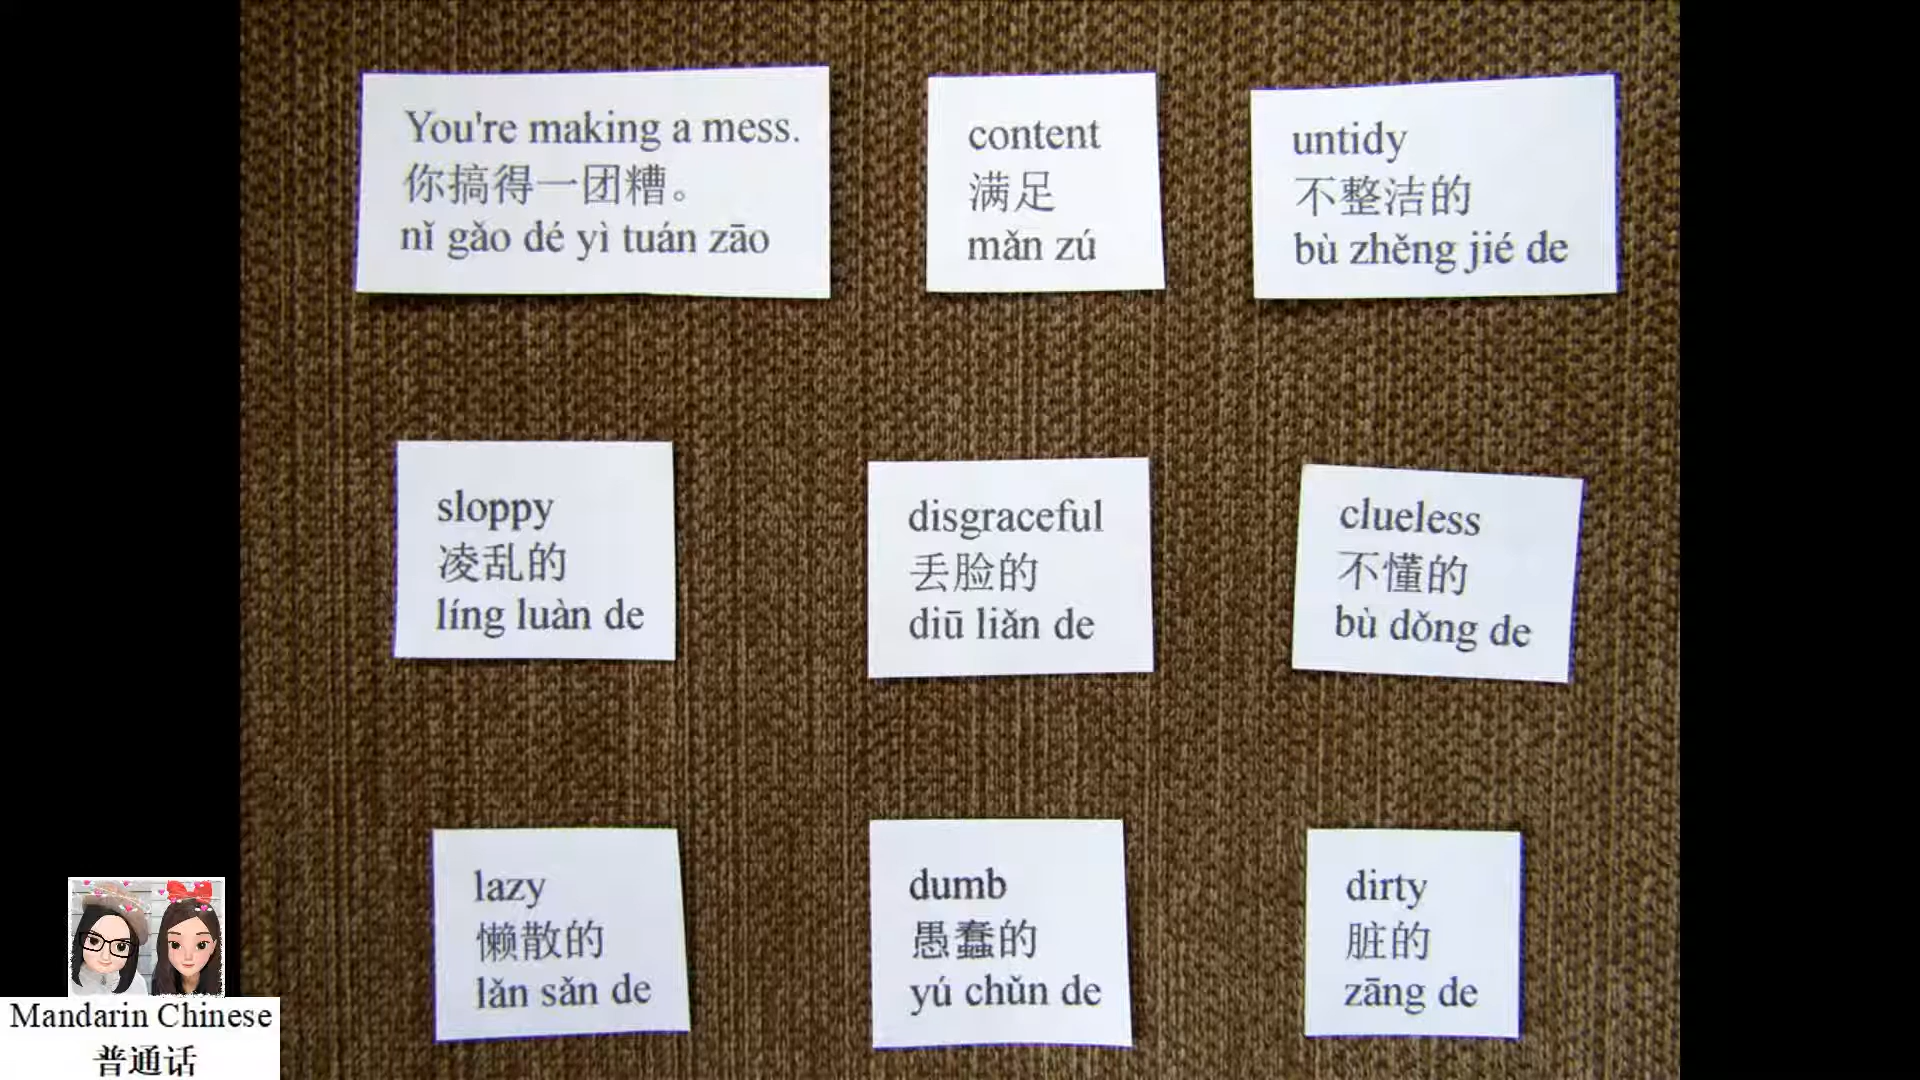 You're making a mess.
你搞得一团糟。
nǐ gǎo dé yì tuán zāo
content
满足
mǎn zú
untidy
不整洁的
bù zhěng jié de
sloppy
凌乱的
líng luàn de
disgraceful
丢脸的
diū liǎn de
clueless
不懂的
bù dǒng de
lazy
懒散的
lǎn sǎn de
dumb
愚蠢的
yú chǔn de
dirty
脏的
zāng de
Mandarin Chinese
普通话